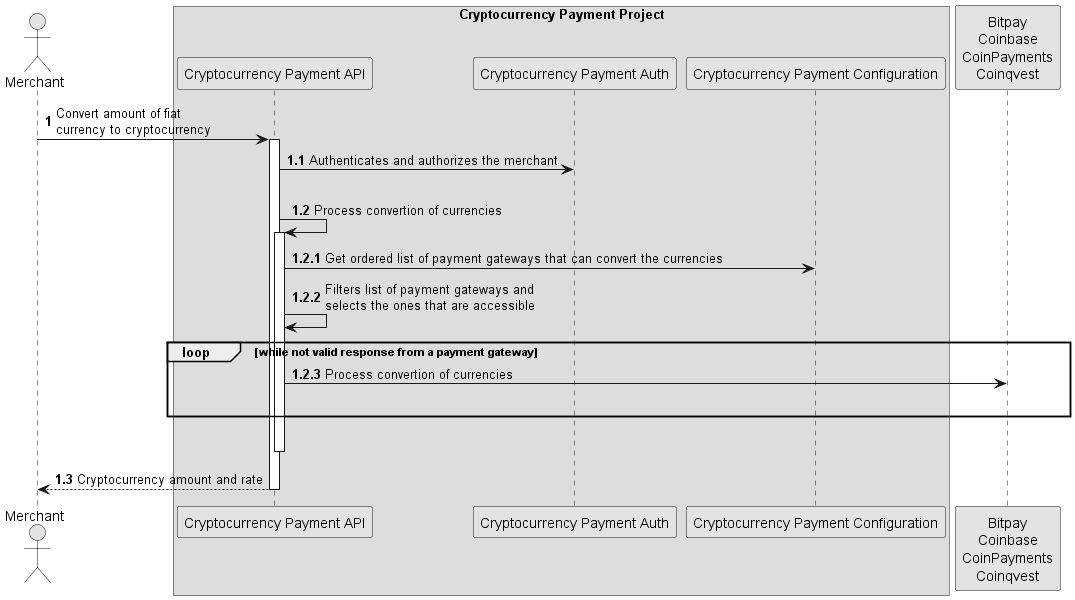 Cryptocurrency Payment Project
Merchant
Cryptocurrency Payment API
Cryptocurrency Payment Auth
Cryptocurrency Payment Configuration
Bitpay
Coinbase
CoinPayments
Coinqvest
1 Convert amount of fiat
currency to cryptocurrency
1.1 Authenticates and authorizes the merchant
1.2 Process convertion of currencies
1.2.1 Get ordered list of payment gateways that can convert the currencies
1.2.2 Filters list of payment gateways and
selects the ones that are accessible
loop [while not valid response from a payment gateway]
1.2.3 Process convertion of currencies
1.3 Cryptocurrency amount and rate
Merchant
Cryptocurrency Payment API
Cryptocurrency Payment Auth
Cryptocurrency Payment Configuration
Bitpay
Coinbase
CoinPayments
Coinqvest